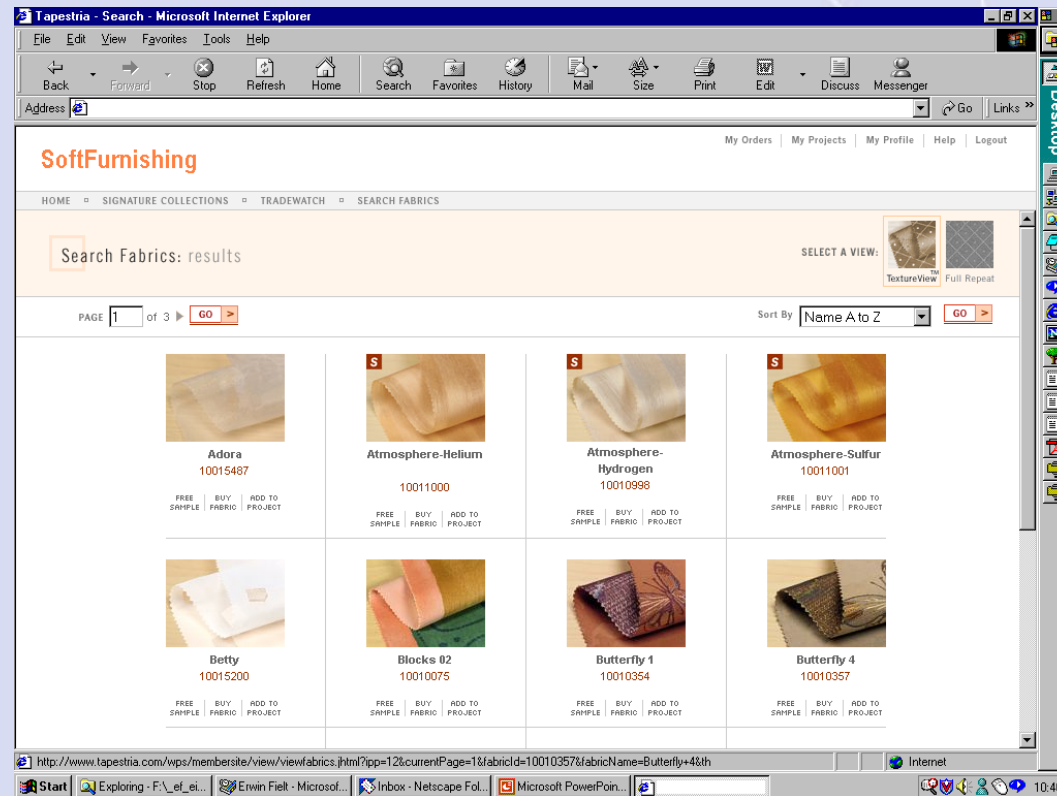 Tapestria - Search - Microsoft Internet Explorer
File Edit View Favorites Tools Help
Back Forward Stop Refresh Home Search Favorites History Mail Size Print Edit Discuss Messenger
Address Go Links »
Desktop
My Orders | My Projects | My Profile | Help | Logout
SoftFurnishing
HOME SIGNATURE COLLECTIONS TRADEWATCH SEARCH FABRICS
Search Fabrics: results
SELECT A VIEW:
TextureView™ Full Repeat
PAGE 1 of 3 GO >
Sort By Name A to Z GO >
S S S
Adora Atmosphere-Helium Atmosphere-Hydrogen Atmosphere-Sulfur
10015487 10011000 10010998 10011001
FREE SAMPLE | BUY FABRIC | ADD TO PROJECT FREE SAMPLE | BUY FABRIC | ADD TO PROJECT FREE SAMPLE | BUY FABRIC | ADD TO PROJECT FREE SAMPLE | BUY FABRIC | ADD TO PROJECT
Betty Blocks 02 Butterfly 1 Butterfly 4
10015200 10010075 10010354 10010357
FREE SAMPLE | BUY FABRIC | ADD TO PROJECT FREE SAMPLE | BUY FABRIC | ADD TO PROJECT FREE SAMPLE | BUY FABRIC | ADD TO PROJECT FREE SAMPLE | BUY FABRIC | ADD TO PROJECT
http://www.tapestria.com/wps/membersite/view/viewfabrics.jhtml?ipp=12&currentPage=1&fabricId=10010357&fabricName=Butterfly+4&th Internet
Start Exploring - F:\_ef_ei... Erwin Fielt - Microsof... Inbox - Netscape Fol... Microsoft PowerPoin... 10:4